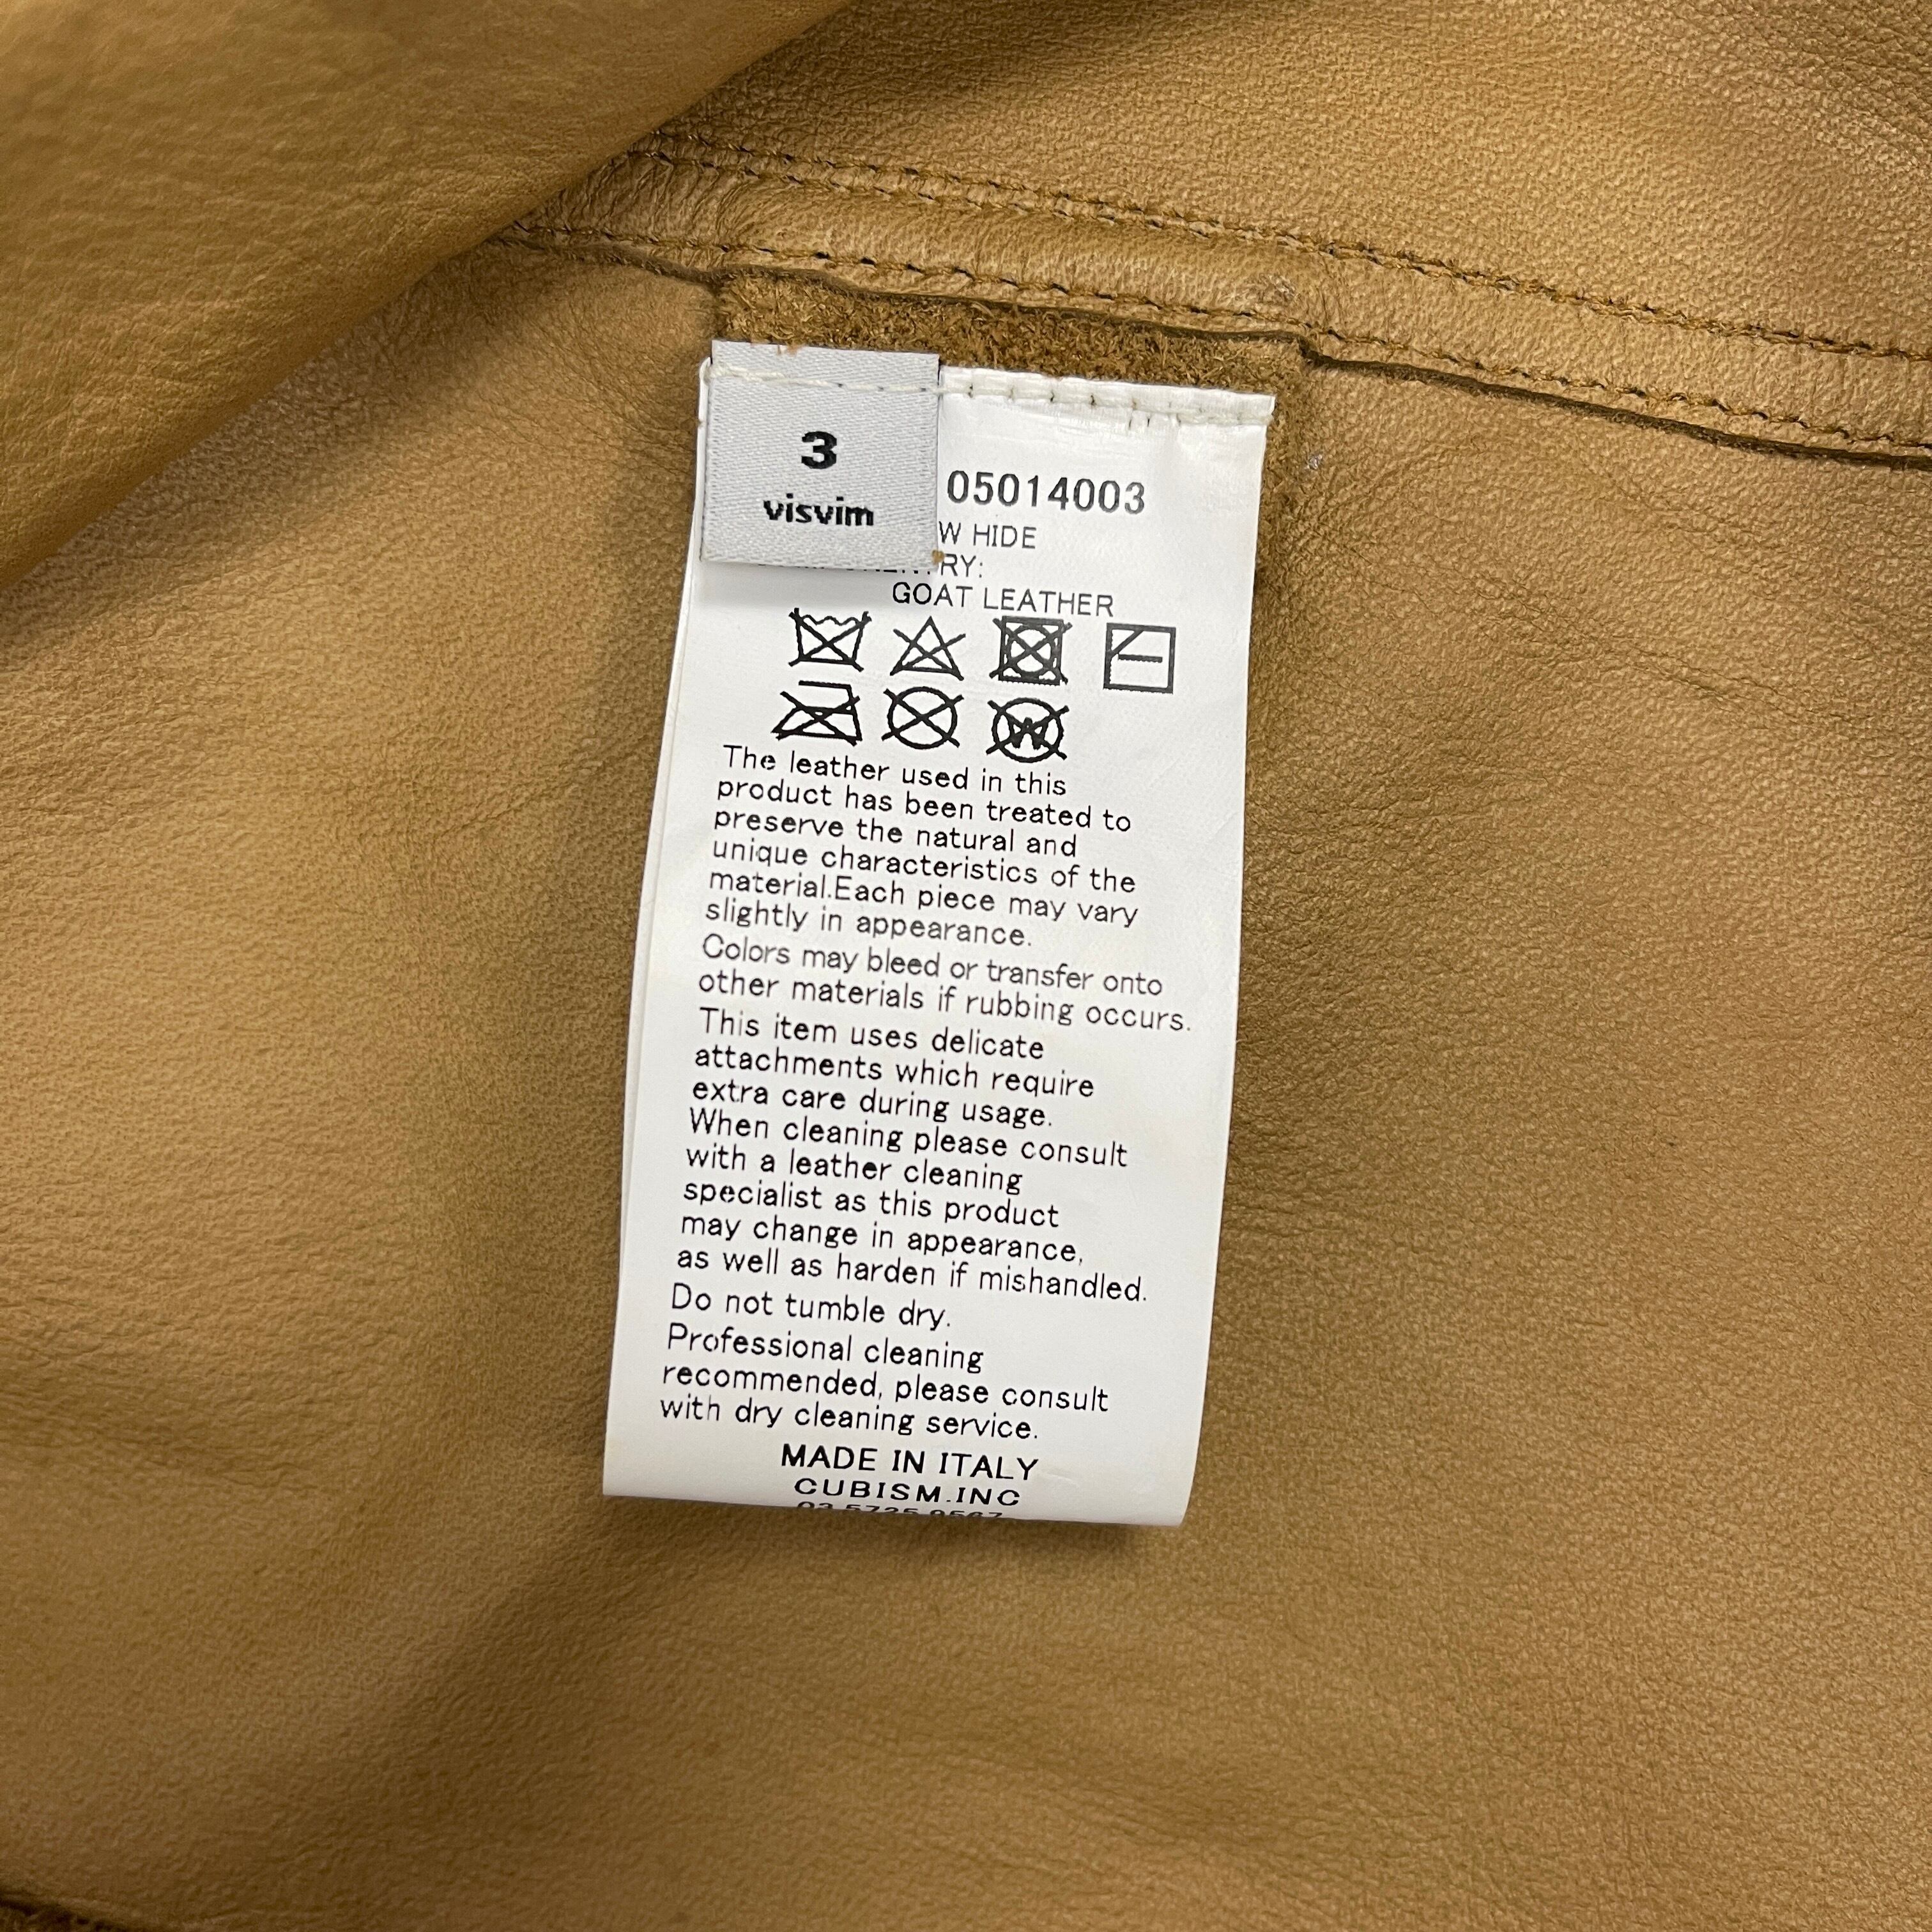 3
visvim
05014003
W HIDE
RY:
GOAT LEATHER
W
The leather used in this
product has been treated to
preserve the natural and
unique characteristics of the
material.Each piece may vary
slightly in appearance.
Colors may bleed or transfer onto
other materials if rubbing occurs.
This item uses delicate
attachments which require
extra care during usage.
When cleaning please consult
with a leather cleaning
specialist as this product
may change in appearance,
as well as harden if mishandled.
Do not tumble dry.
Professional cleaning
recommended, please consult
with dry cleaning service.
MADE IN ITALY
CUBISM.INC